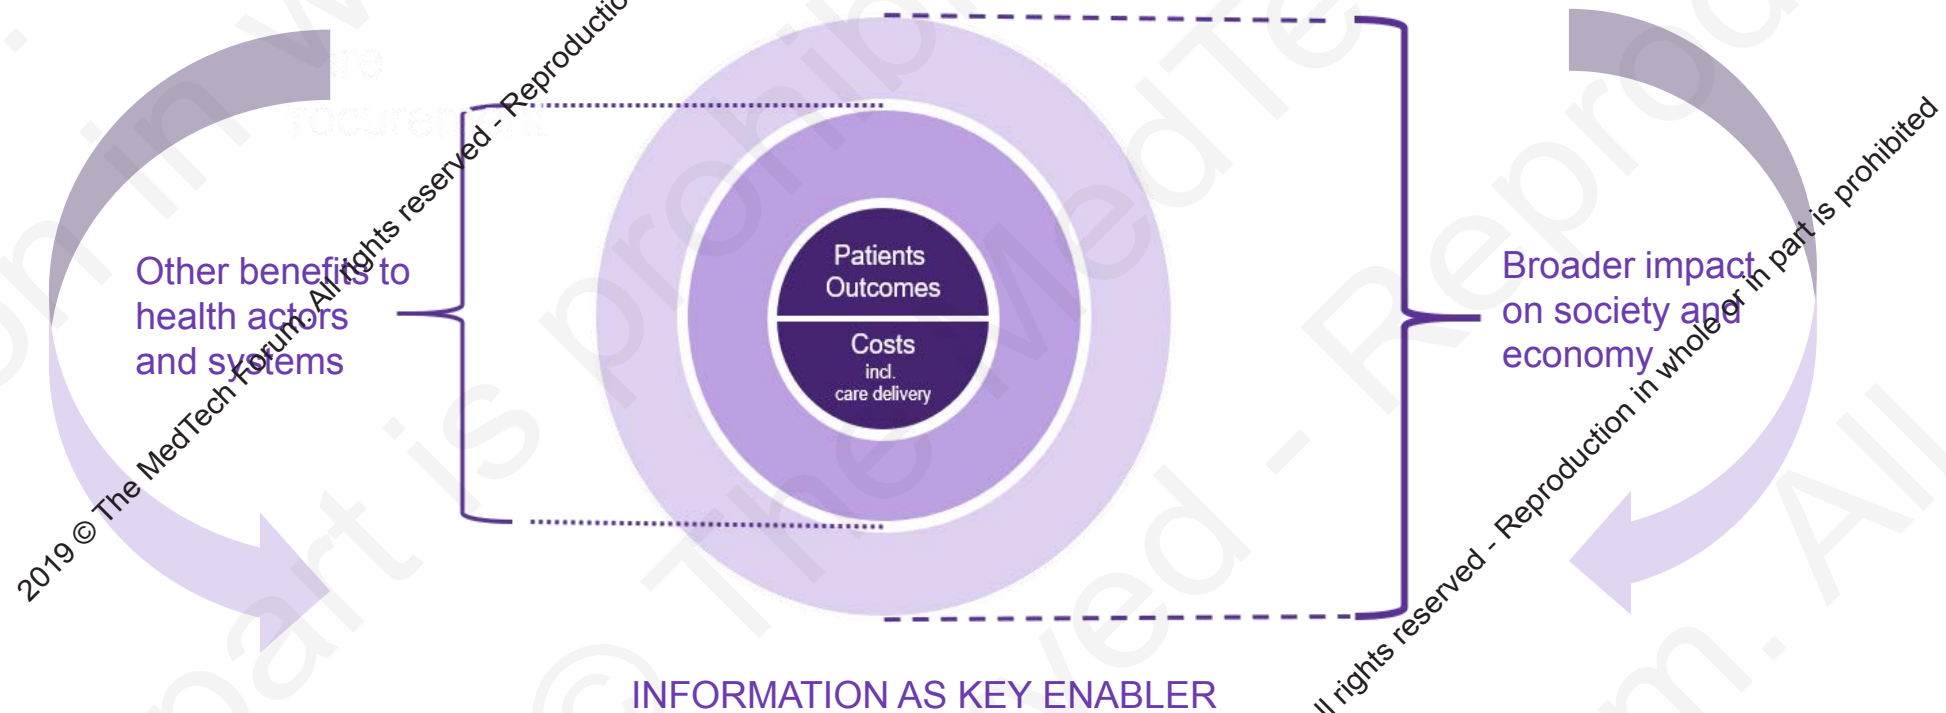 Other benefits to
health actors
and systems
Patients
Outcomes
Costs
incl.
care delivery
Broader impact
on society and
economy
INFORMATION AS KEY ENABLER
2019 © The MedTech Forum. All rights reserved - Reproductio
ll rights reserved - Reproduction in whole or in part is prohibited